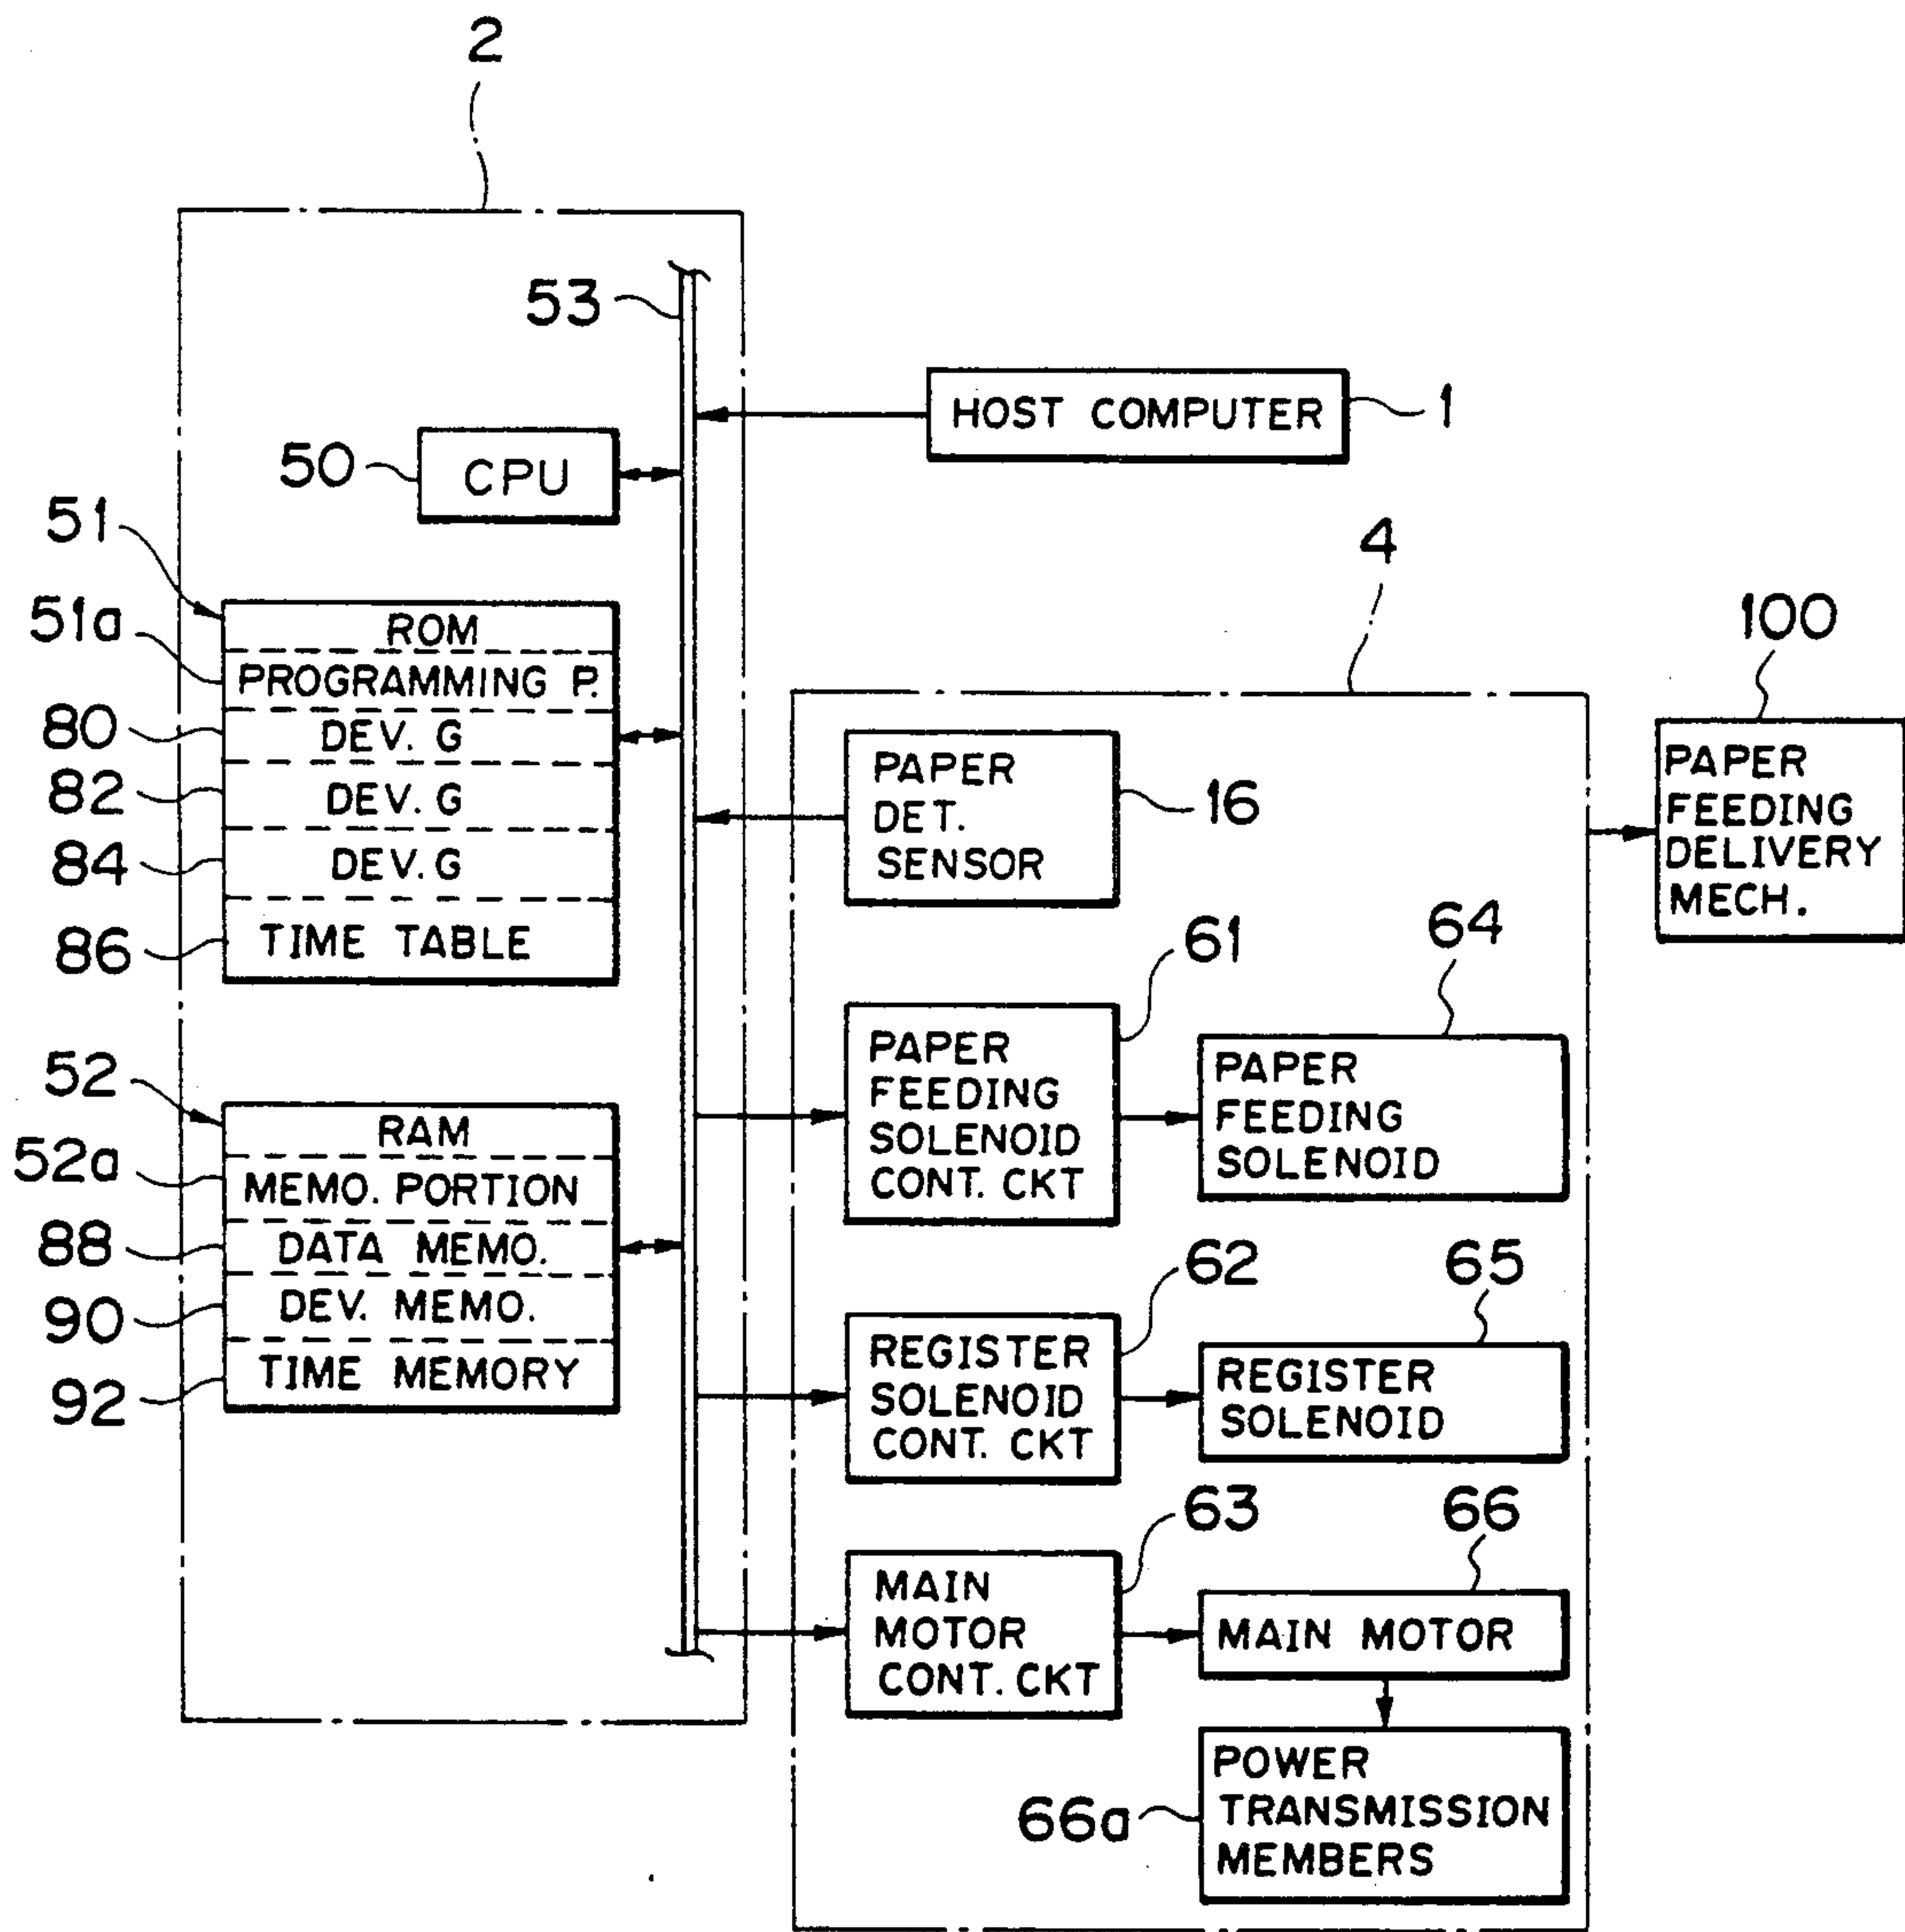 2
53
HOST COMPUTER
1
50
CPU
51
ROM
51a
PROGRAMMING P.
80
DEV. G
82
DEV. G
84
DEV. G
86
TIME TABLE
52
RAM
52a
MEMO. PORTION
88
DATA MEMO.
90
DEV. MEMO.
92
TIME MEMORY
4
PAPER
DET.
SENSOR
16
100
PAPER
FEEDING
DELIVERY
MECH.
61
PAPER
FEEDING
SOLENOID
CONT. CKT
64
PAPER
FEEDING
SOLENOID
62
REGISTER
SOLENOID
CONT. CKT
65
REGISTER
SOLENOID
63
MAIN
MOTOR
CONT. CKT
66
MAIN MOTOR
66a
POWER
TRANSMISSION
MEMBERS